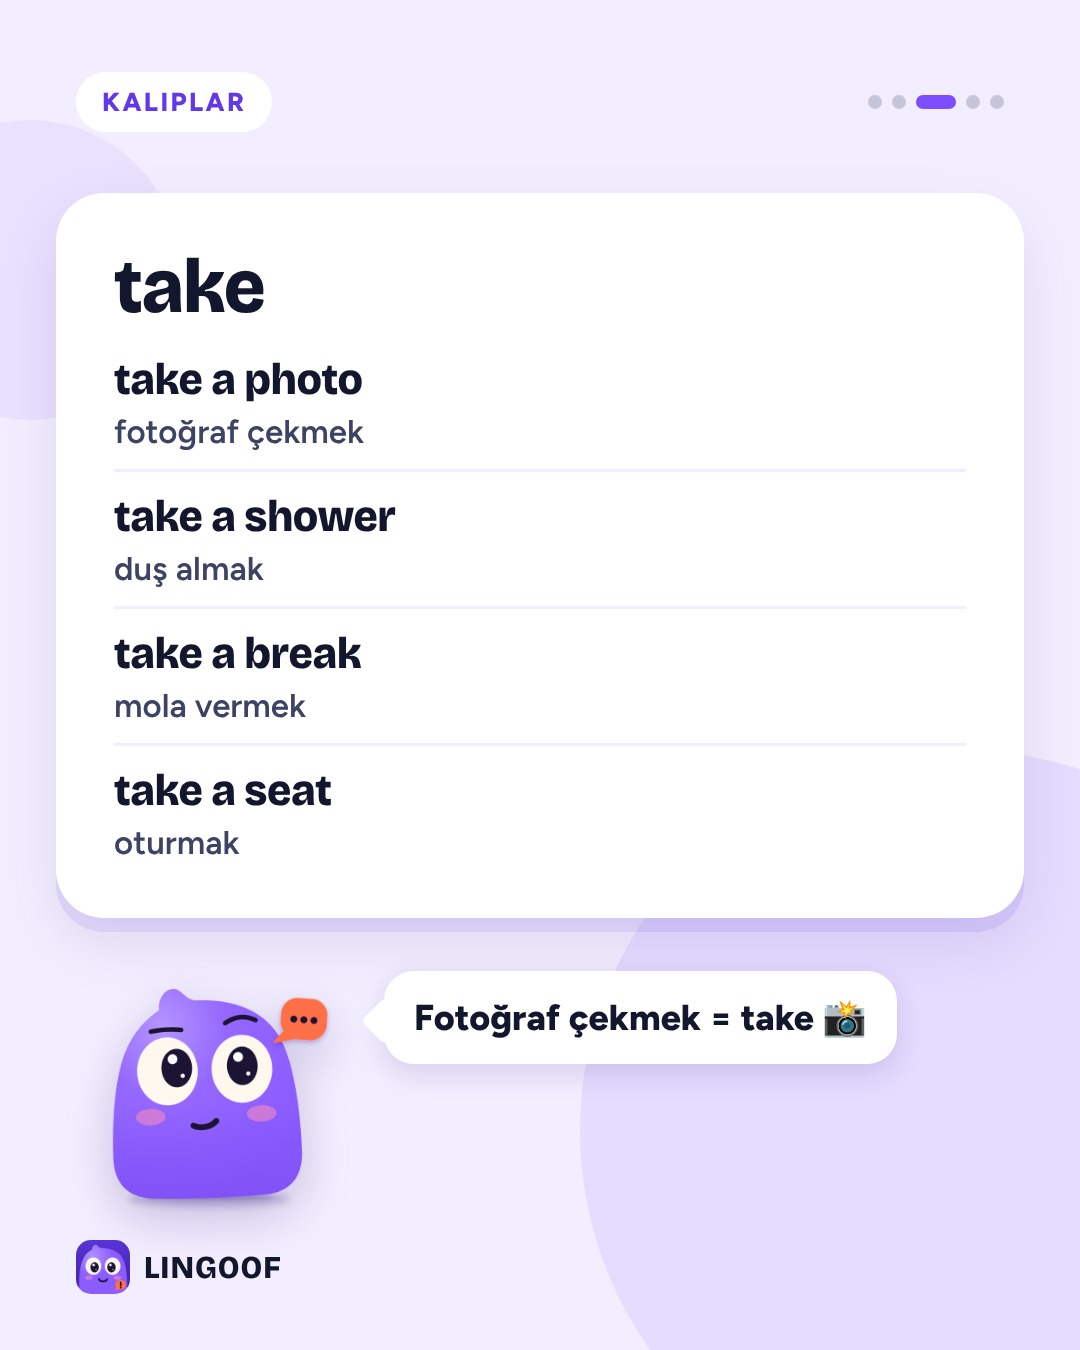 KALIPLAR
take
take a photo
fotoğraf çekmek
take a shower
duş almak
take a break
mola vermek
take a seat
oturmak
Fotoğraf çekmek = take 📸
LINGOOF